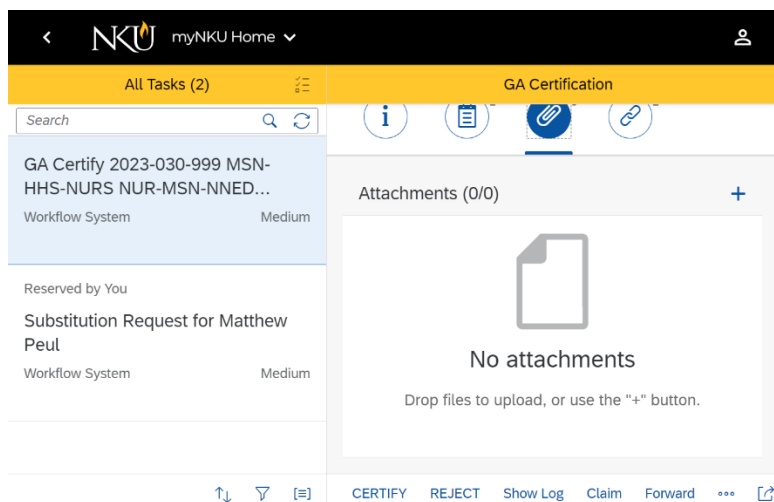 NKU myNKU Home
All Tasks (2)
Search
GA Certify 2023-030-999 MSN-
HHS-NURS NUR-MSN-NNED...
Workflow System Medium
Reserved by You
Substitution Request for Matthew
Peul
Workflow System Medium
GA Certification
i
Attachments (0/0)
+
No attachments
Drop files to upload, or use the "+" button.
CERTIFY REJECT Show Log Claim Forward